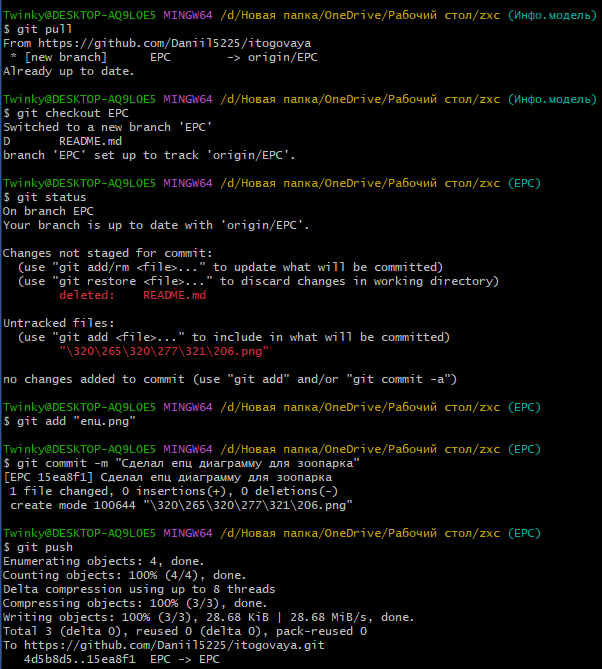 Twinky@DESKTOP-AQ9LOE5 MINGW64 /d/Новая папка/OneDrive/Рабочий стол/zxc (Инфо.модель)
$ git pull
From https://github.com/Daniil5225/itogovaya
 * [new branch]      EPC        -> origin/EPC
Already up to date.

Twinky@DESKTOP-AQ9LOE5 MINGW64 /d/Новая папка/OneDrive/Рабочий стол/zxc (Инфо.модель)
$ git checkout EPC
Switched to a new branch 'EPC'
D       README.md
branch 'EPC' set up to track 'origin/EPC'.

Twinky@DESKTOP-AQ9LOE5 MINGW64 /d/Новая папка/OneDrive/Рабочий стол/zxc (EPC)
$ git status
On branch EPC
Your branch is up to date with 'origin/EPC'.

Changes not staged for commit:
  (use "git add/rm <file>..." to update what will be committed)
  (use "git restore <file>..." to discard changes in working directory)
        deleted:    README.md

Untracked files:
  (use "git add <file>..." to include in what will be committed)
        "\320\265\320\277\321\206.png"

no changes added to commit (use "git add" and/or "git commit -a")

Twinky@DESKTOP-AQ9LOE5 MINGW64 /d/Новая папка/OneDrive/Рабочий стол/zxc (EPC)
$ git add "епц.png"

Twinky@DESKTOP-AQ9LOE5 MINGW64 /d/Новая папка/OneDrive/Рабочий стол/zxc (EPC)
$ git commit -m "Сделал епц диаграмму для зоопарка"
[EPC 15ea8f1] Сделал епц диаграмму для зоопарка
 1 file changed, 0 insertions(+), 0 deletions(-)
 create mode 100644 "\320\265\320\277\321\206.png"

Twinky@DESKTOP-AQ9LOE5 MINGW64 /d/Новая папка/OneDrive/Рабочий стол/zxc (EPC)
$ git push
Enumerating objects: 4, done.
Counting objects: 100% (4/4), done.
Delta compression using up to 8 threads
Compressing objects: 100% (3/3), done.
Writing objects: 100% (3/3), 28.68 KiB | 28.68 MiB/s, done.
Total 3 (delta 0), reused 0 (delta 0), pack-reused 0
To https://github.com/Daniil5225/itogovaya.git
   4d5b8d5..15ea8f1  EPC -> EPC